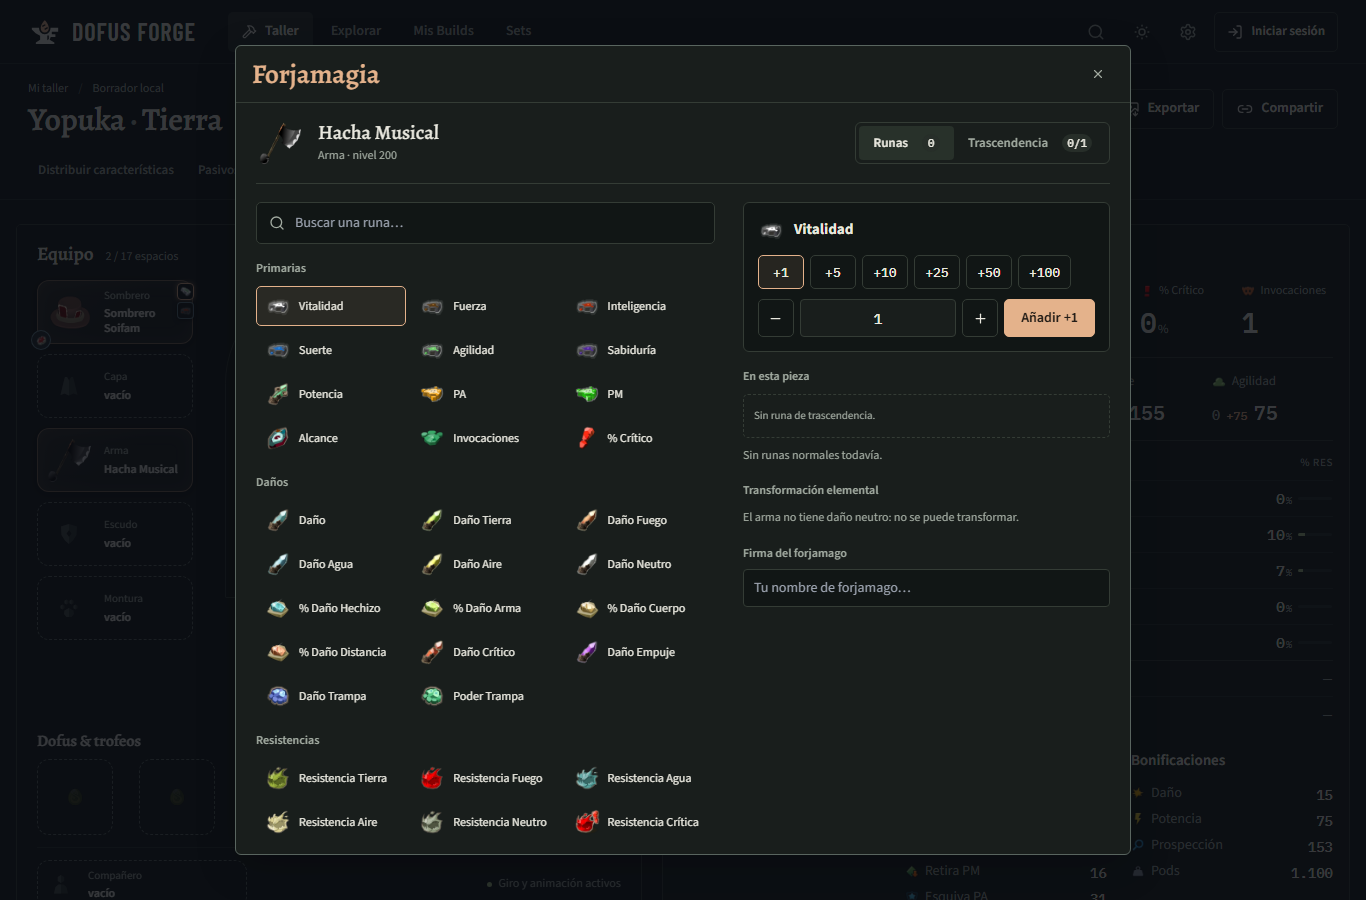 DOFUS FORGE
Taller
Explorar
Mis Builds
Sets
Iniciar sesión
Mi taller / Borrador local
Yopuka · Tierra
Exportar
Compartir
Distribuir características
Forjamagia
Hacha Musical
Arma · nivel 200
Runas 0
Trascendencia 0/1
Buscar una runa…
Primarias
Vitalidad
Fuerza
Inteligencia
Suerte
Agilidad
Sabiduría
Potencia
PA
PM
Alcance
Invocaciones
% Crítico
Daños
Daño
Daño Tierra
Daño Fuego
Daño Agua
Daño Aire
Daño Neutro
% Daño Hechizo
% Daño Arma
% Daño Cuerpo
% Daño Distancia
Daño Crítico
Daño Empuje
Daño Trampa
Poder Trampa
Resistencias
Resistencia Tierra
Resistencia Fuego
Resistencia Agua
Resistencia Aire
Resistencia Neutro
Resistencia Crítica
Vitalidad
+1
+5
+10
+25
+50
+100
−
1
+
Añadir +1
En esta pieza
Sin runa de trascendencia.
Sin runas normales todavía.
Transformación elemental
El arma no tiene daño neutro: no se puede transformar.
Firma del forjamago
Tu nombre de forjamago…
Equipo 2 / 17 espacios
Sombrero
Sombrero
Soifam
Capa
vacío
Arma
Hacha Musical
Escudo
vacío
Montura
vacío
Dofus & trofeos
Compañero
vacío
Giro y animación activos
% Crítico
0%
Invocaciones
1
Agilidad
155
0 +75 75
% RES
0%
10%
7%
0%
0%
—
—
Bonificaciones
Daño 15
Potencia 75
Prospección 153
Pods 1.100
Retira PM 16
Esquiva PA 31